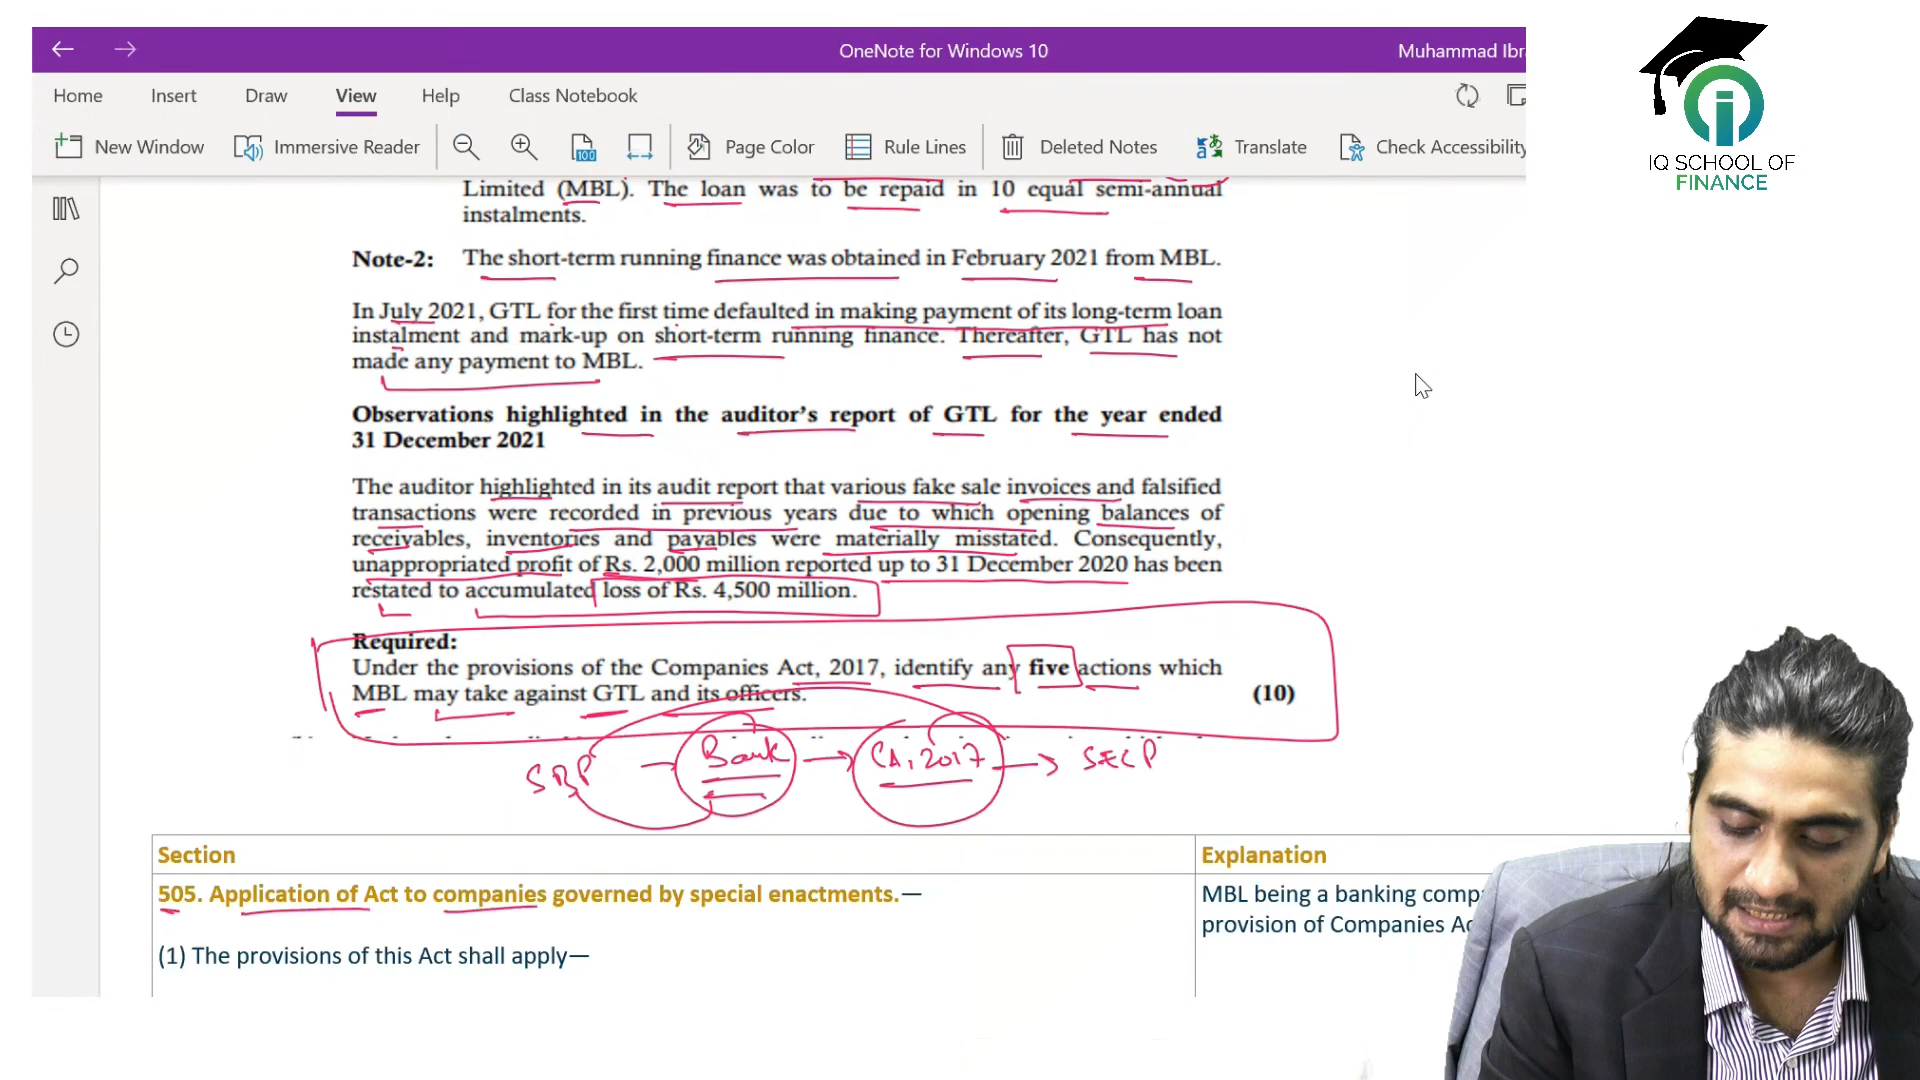 OneNote for Windows 10
Muhammad Ibr
Home Insert Draw View Help Class Notebook
New Window Immersive Reader 100 Page Color Rule Lines Deleted Notes Translate Check Accessibility
IQ SCHOOL OF
FINANCE
Limited (MBL). The loan was to be repaid in 10 equal semi-annual
instalments.
Note-2: The short-term running finance was obtained in February 2021 from MBL.
In July 2021, GTL for the first time defaulted in making payment of its long-term loan
instalment and mark-up on short-term running finance. Thereafter, GTL has not
made any payment to MBL.
Observations highlighted in the auditor's report of GTL for the year ended
31 December 2021
The auditor highlighted in its audit report that various fake sale invoices and falsified
transactions were recorded in previous years due to which opening balances of
receivables, inventories and payables were materially misstated. Consequently,
unappropriated profit of Rs. 2,000 million reported up to 31 December 2020 has been
restated to accumulated loss of Rs. 4,500 million.
Required:
Under the provisions of the Companies Act, 2017, identify any five actions which
MBL may take against GTL and its officers. (10)
SBP Bank CA, 2017 SECP
Section Explanation
505. Application of Act to companies governed by special enactments.—
(1) The provisions of this Act shall apply—
MBL being a banking comp
provision of Companies Ac